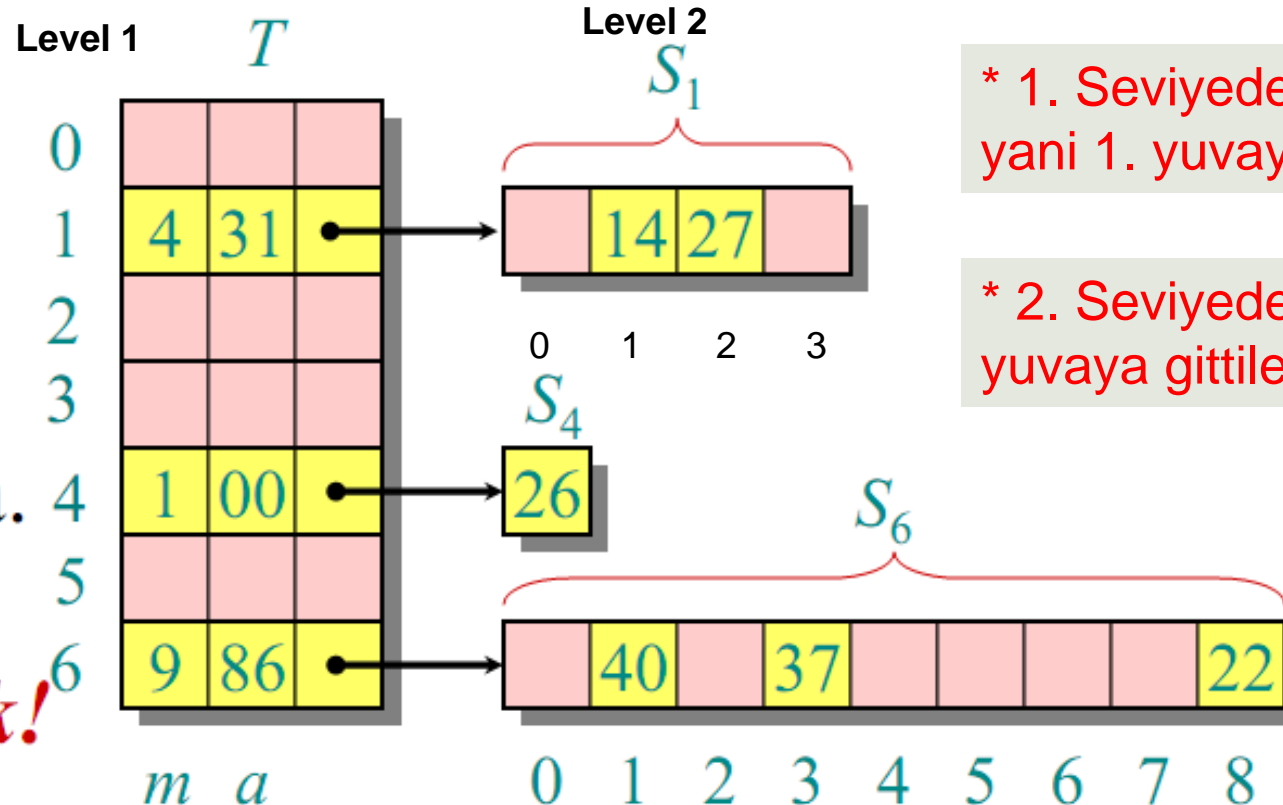 Level 1
T
Level 2
S1
* 1. Seviyede
yani 1. yuvay
0
1 4 31 14 27
2
0 1 2 3
* 2. Seviyede
yuvaya gittile
3
S4
4 1 00 26
S6
5
6 9 86 40 37 22
k!
m a 0 1 2 3 4 5 6 7 8